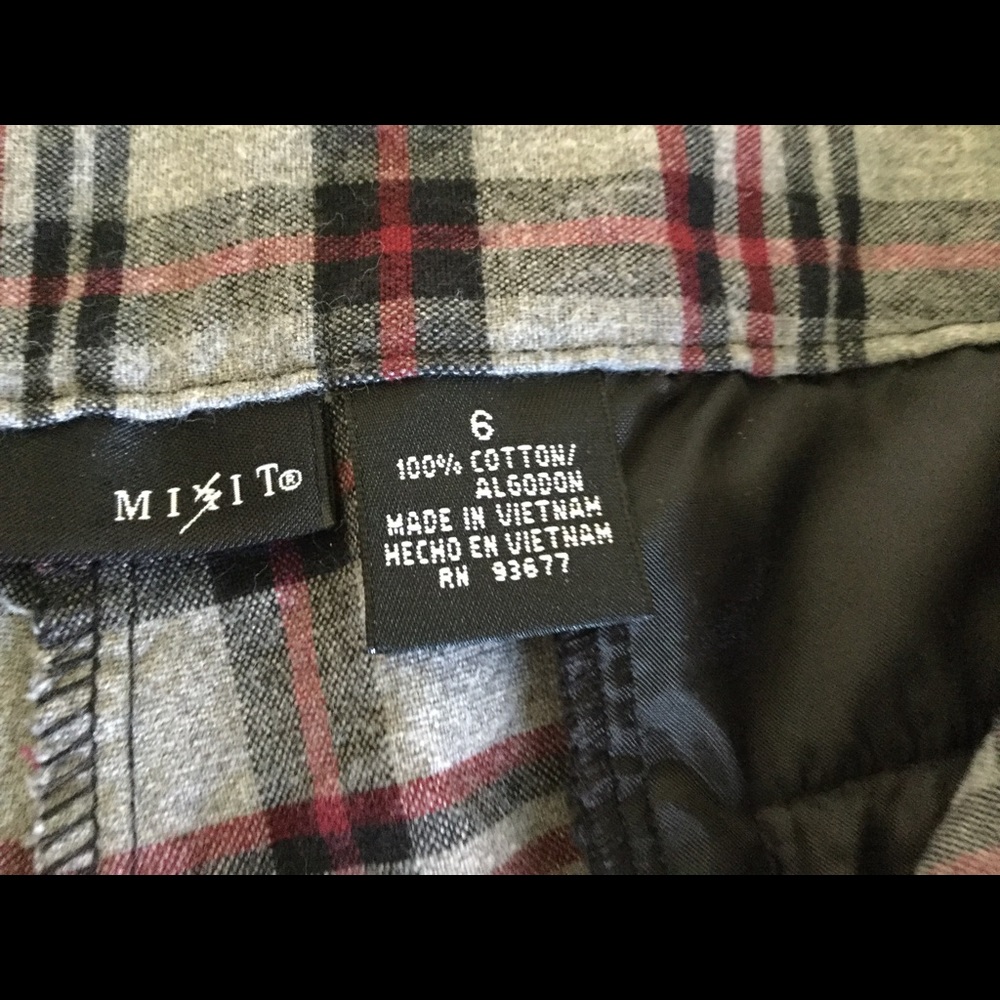 MIXIT®
6
100% COTTON/
ALGODON
MADE IN VIETNAM
HECHO EN VIETNAM
RN 93677